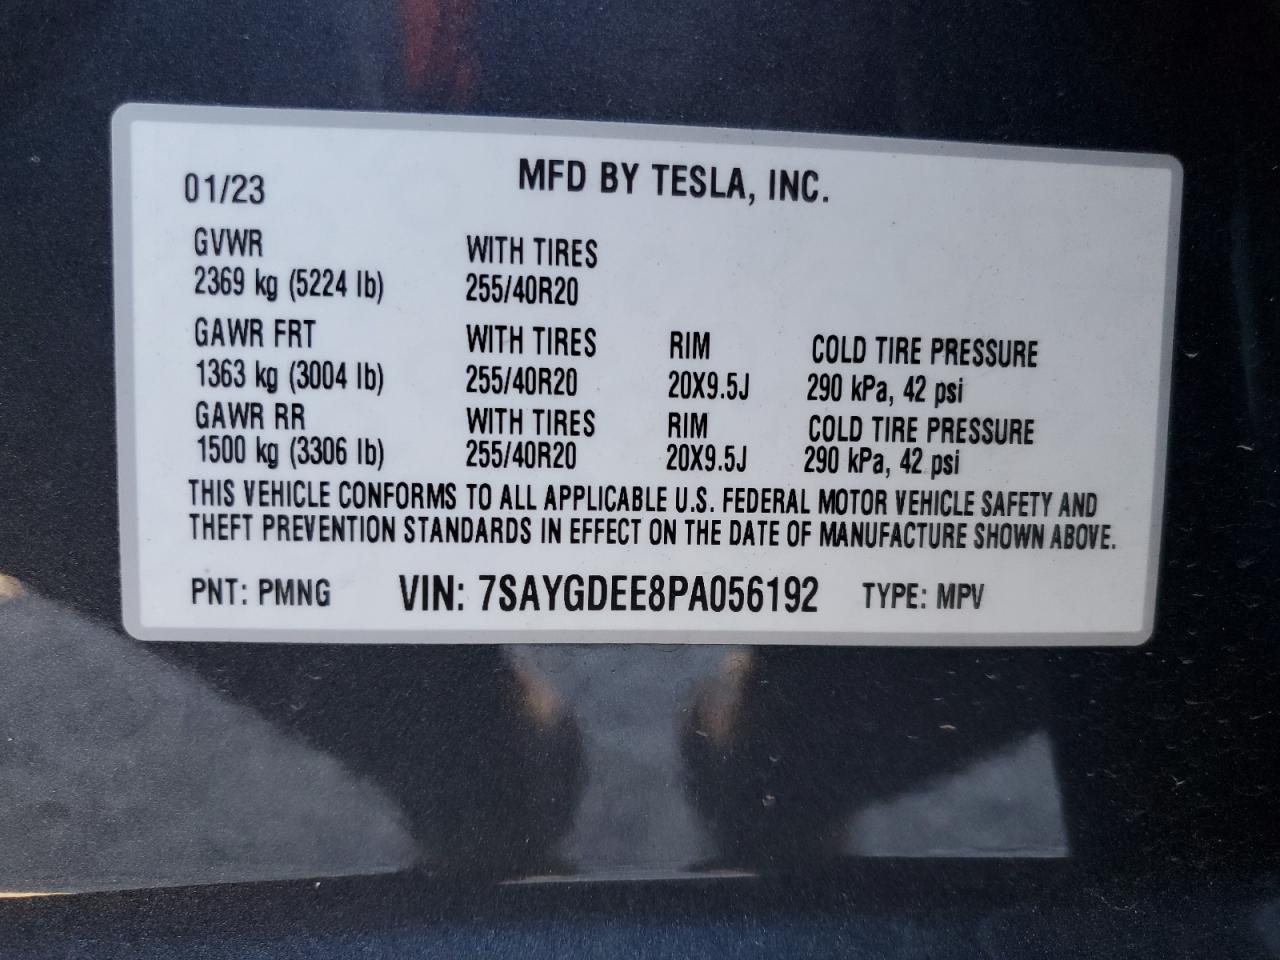 01/23 MFD BY TESLA, INC.
GVWR WITH TIRES
2369 kg (5224 lb) 255/40R20
GAWR FRT WITH TIRES RIM COLD TIRE PRESSURE
1363 kg (3004 lb) 255/40R20 20X9.5J 290 kPa, 42 psi
GAWR RR WITH TIRES RIM COLD TIRE PRESSURE
1500 kg (3306 lb) 255/40R20 20X9.5J 290 kPa, 42 psi
THIS VEHICLE CONFORMS TO ALL APPLICABLE U.S. FEDERAL MOTOR VEHICLE SAFETY AND
THEFT PREVENTION STANDARDS IN EFFECT ON THE DATE OF MANUFACTURE SHOWN ABOVE.
PNT: PMNG VIN: 7SAYGDEE8PA056192 TYPE: MPV